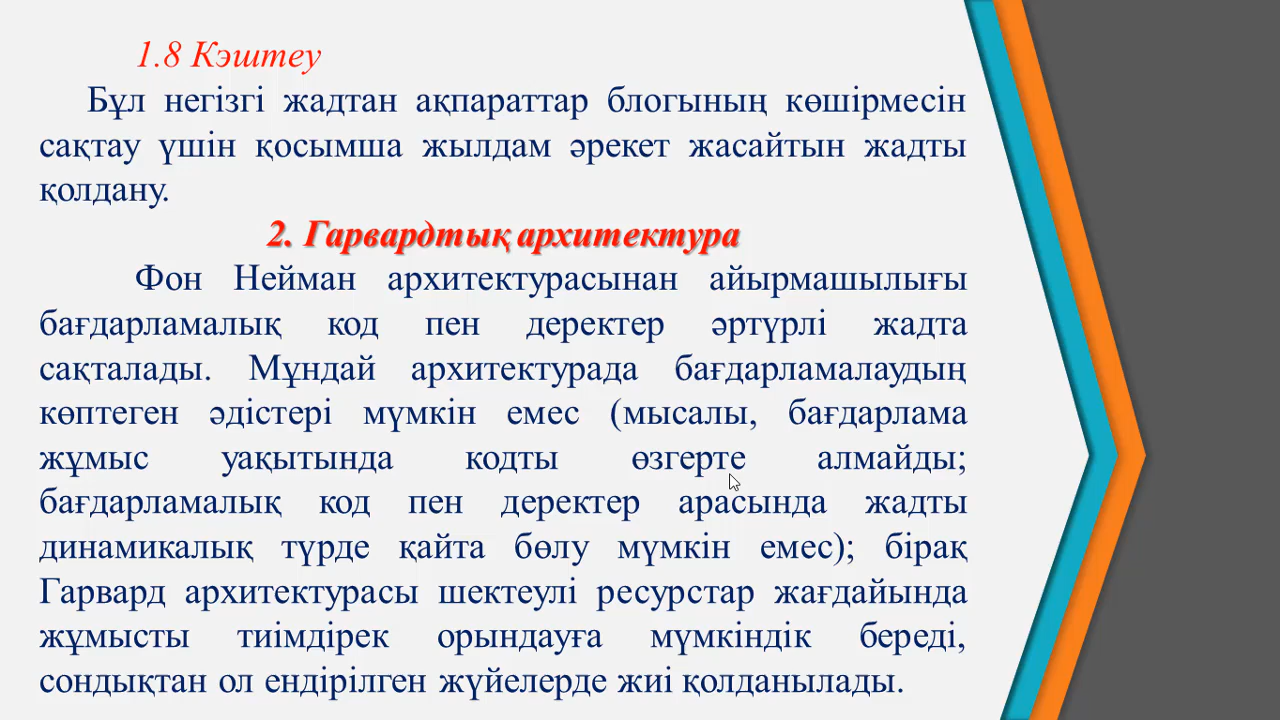 1.8 Кэштеу
Бұл негізгі жадтан ақпараттар блогының көшірмесін
сақтау үшін қосымша жылдам әрекет жасайтын жадты
қолдану.
2. Гарвардтық архитектура
Фон Нейман архитектурасынан айырмашылығы
бағдарламалық код пен деректер әртүрлі жадта
сақталады. Мұндай архитектурада бағдарламалаудың
көптеген әдістері мүмкін емес (мысалы, бағдарлама
жұмыс уақытында кодты өзгерте алмайды;
бағдарламалық код пен деректер арасында жадты
динамикалық түрде қайта бөлу мүмкін емес); бірақ
Гарвард архитектурасы шектеулі ресурстар жағдайында
жұмысты тиімдірек орындауға мүмкіндік береді,
сондықтан ол ендірілген жүйелерде жиі қолданылады.